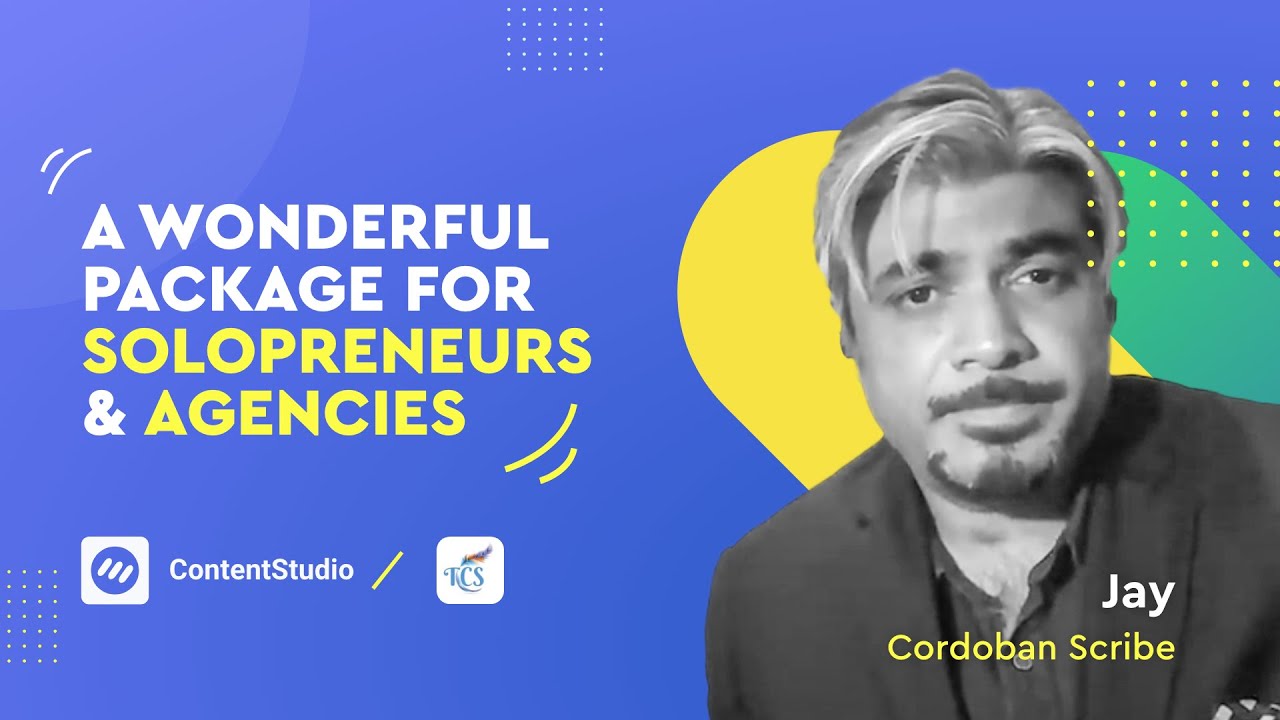 A WONDERFUL
PACKAGE FOR
SOLOPRENEURS
& AGENCIES
ContentStudio
TCS
Jay
Cordoban Scribe